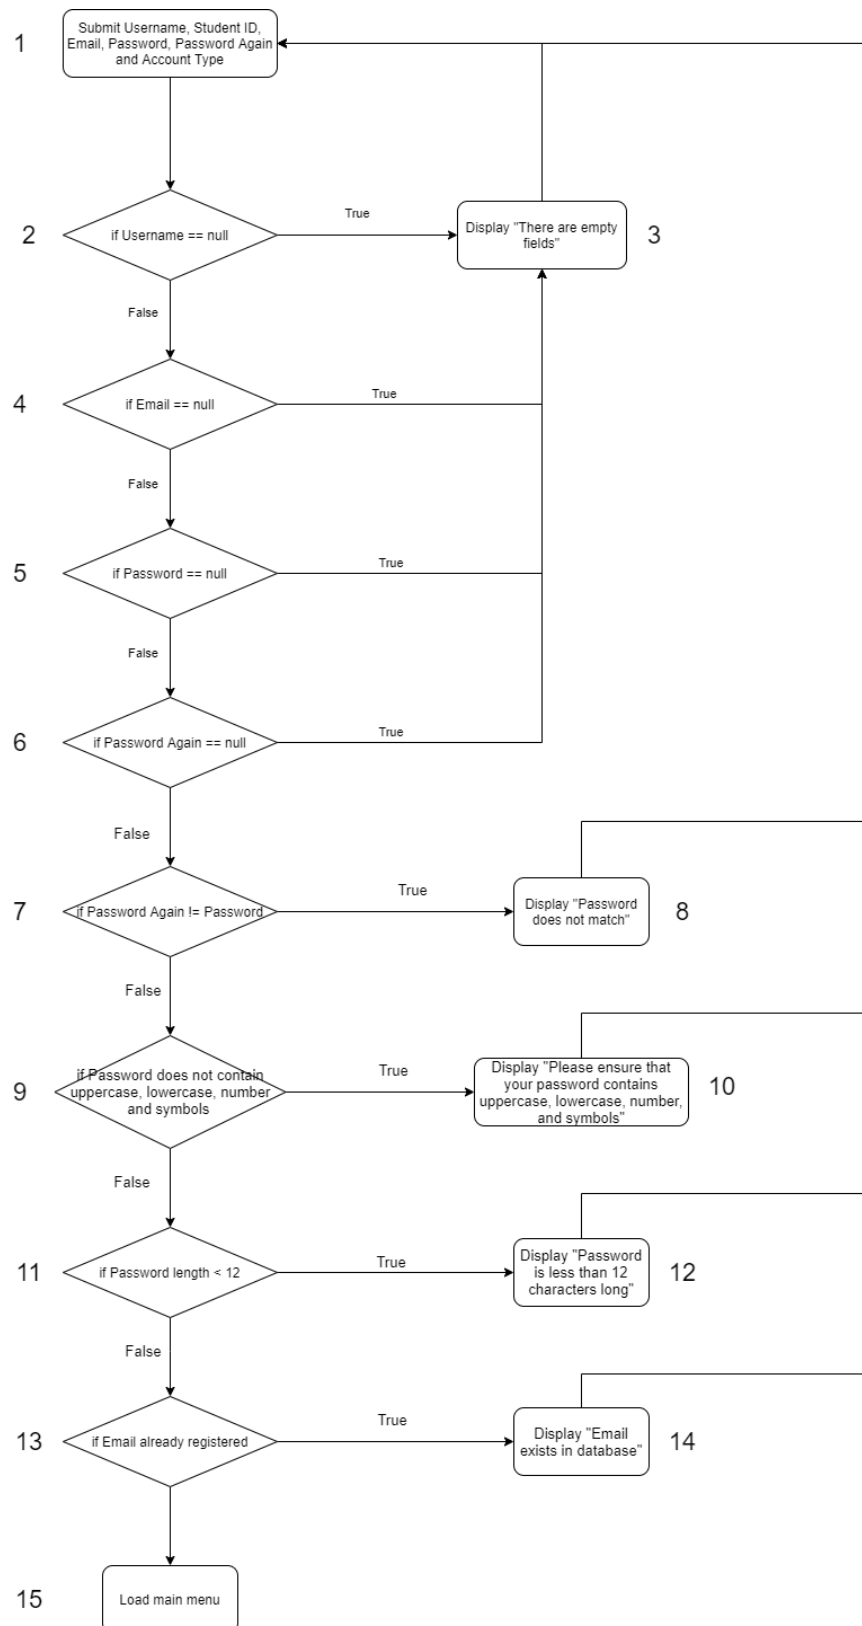 1
Submit Username, Student ID,
Email, Password, Password Again
and Account Type
2
if Username == null
True
Display "There are empty
fields"
3
False
4
if Email == null
True
False
5
if Password == null
True
False
6
if Password Again == null
True
False
7
if Password Again != Password
True
Display "Password
does not match"
8
False
9
if Password does not contain
uppercase, lowercase, number
and symbols
True
Display "Please ensure that
your password contains
uppercase, lowercase, number,
and symbols"
10
False
11
if Password length < 12
True
Display "Password
is less than 12
characters long"
12
False
13
if Email already registered
True
Display "Email
exists in database"
14
15
Load main menu